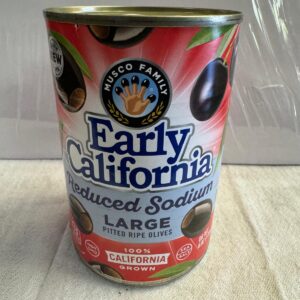 MUSCO FAMILY
Early
California
Reduced Sodium
LARGE
PITTED RIPE OLIVES
100%
CALIFORNIA
GROWN